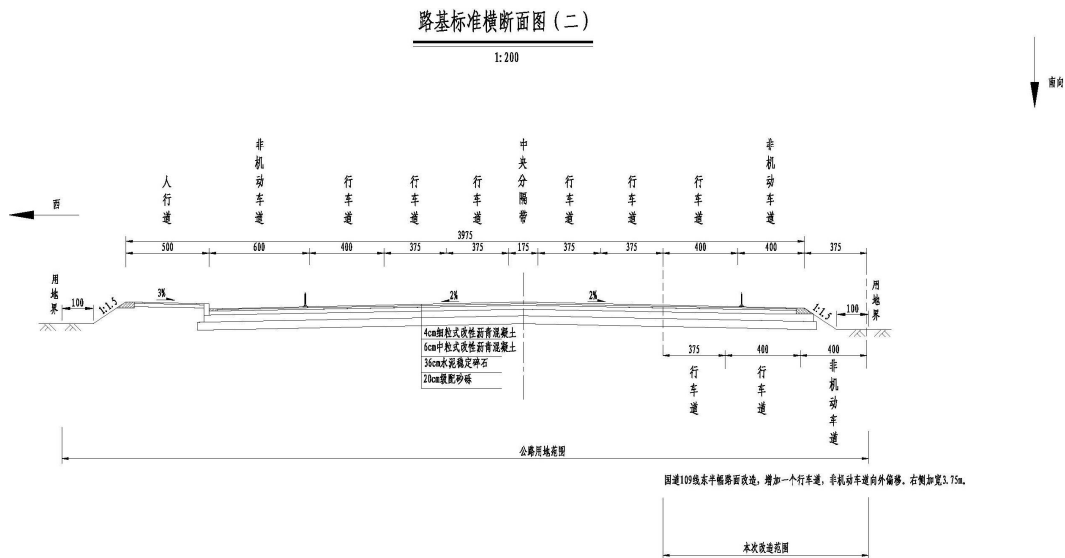 路基标准横断面图(二)
1:200
南向
西
人行道
非机动车道
行车道
行车道
行车道
中央分隔带
行车道
行车道
行车道
非机动车道
3975
500
600
400
375
375
175
375
375
400
400
375
用地界
100
1:1.5
3%
2%
2%
1:1.5
100
用地界
4cm细粒式改性沥青混凝土
6cm中粒式改性沥青混凝土
36cm水泥稳定碎石
20cm级配砂砾
375
400
400
行车道
行车道
非机动车道
公路用地范围
国道109线东半幅路面改造,增加一个行车道,非机动车道向外偏移。右侧加宽3.75m。
本次改造范围